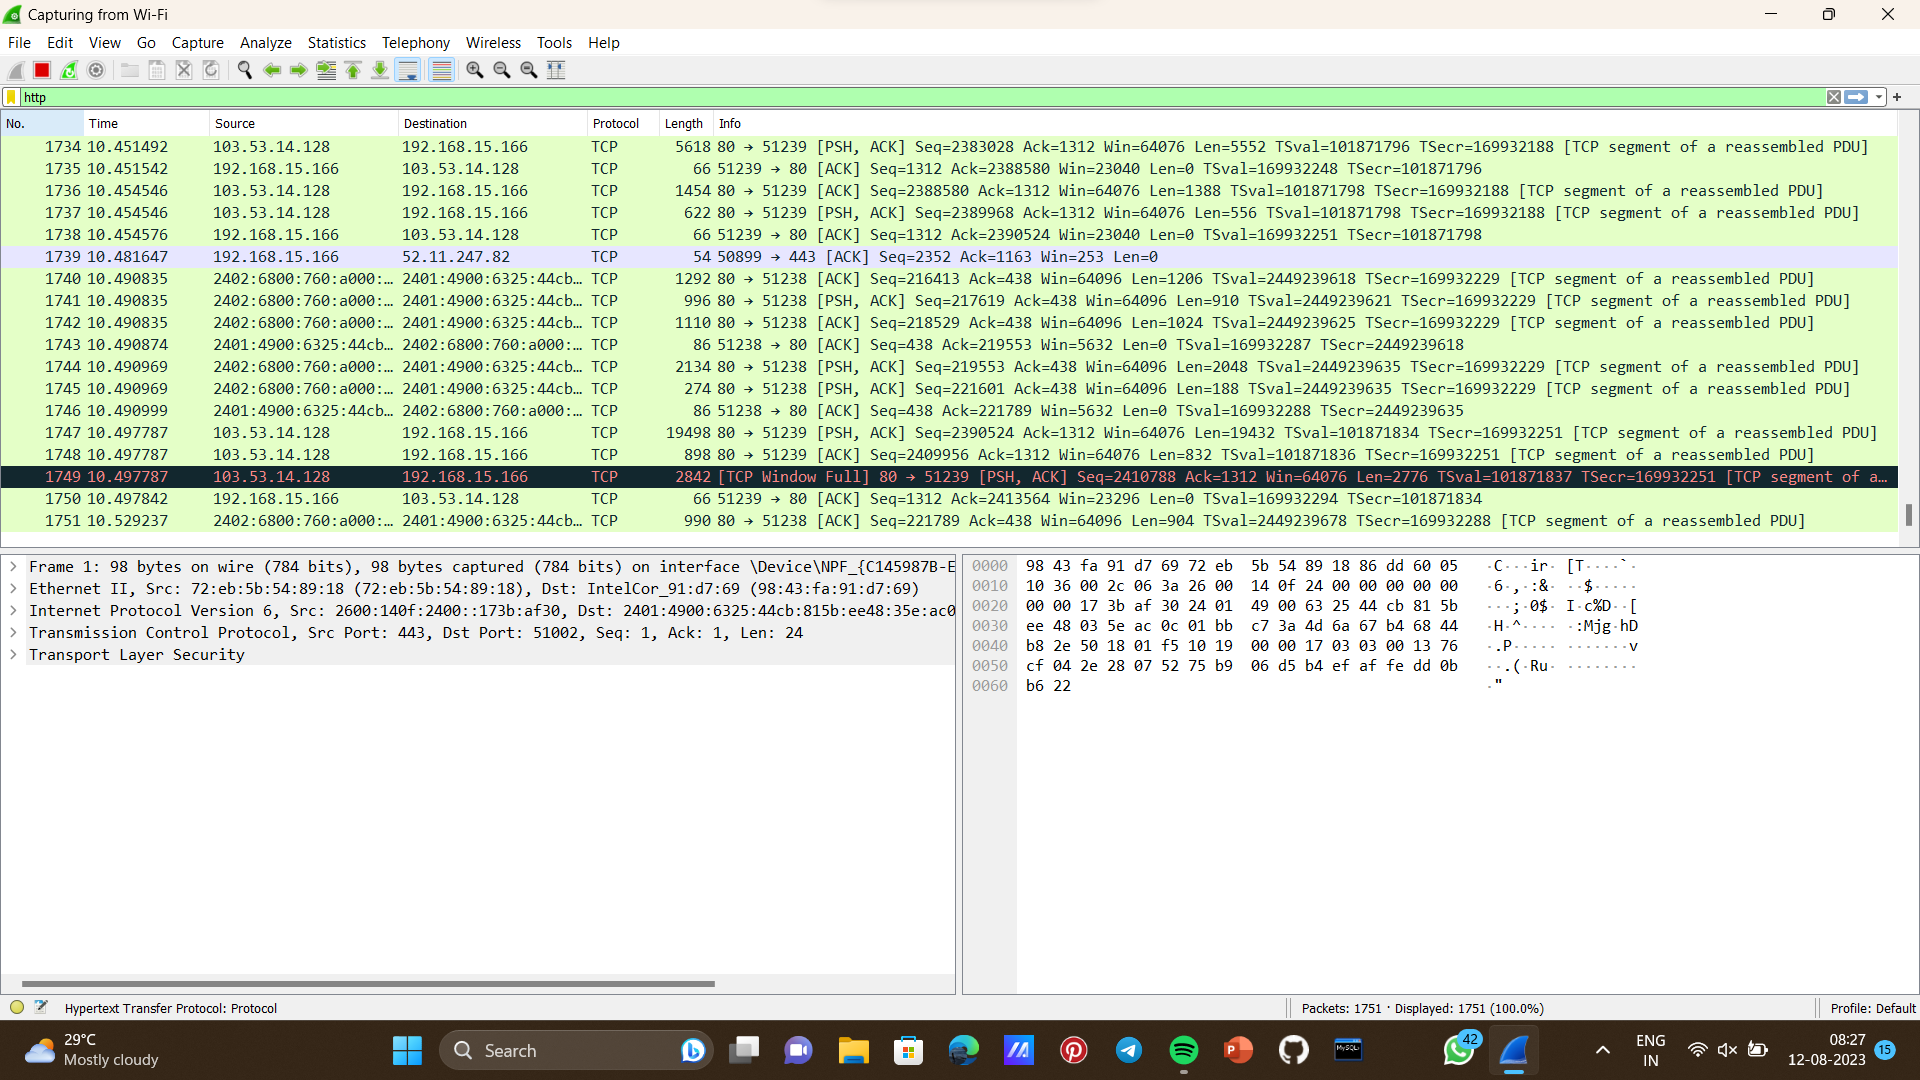 Capturing from Wi-Fi
File Edit View Go Capture Analyze Statistics Telephony Wireless Tools Help
http
No. Time Source Destination Protocol Length Info
1734 10.451492 103.53.14.128 192.168.15.166 TCP 5618 80 → 51239 [PSH, ACK] Seq=2383028 Ack=1312 Win=64076 Len=5552 TSval=101871796 TSecr=169932188 [TCP segment of a reassembled PDU]
1735 10.451542 192.168.15.166 103.53.14.128 TCP 66 51239 → 80 [ACK] Seq=1312 Ack=2388580 Win=23040 Len=0 TSval=169932248 TSecr=101871796
1736 10.454546 103.53.14.128 192.168.15.166 TCP 1454 80 → 51239 [ACK] Seq=2388580 Ack=1312 Win=64076 Len=1388 TSval=101871798 TSecr=169932188 [TCP segment of a reassembled PDU]
1737 10.454546 103.53.14.128 192.168.15.166 TCP 622 80 → 51239 [PSH, ACK] Seq=2389968 Ack=1312 Win=64076 Len=556 TSval=101871798 TSecr=169932188 [TCP segment of a reassembled PDU]
1738 10.454576 192.168.15.166 103.53.14.128 TCP 66 51239 → 80 [ACK] Seq=1312 Ack=2390524 Win=23040 Len=0 TSval=169932251 TSecr=101871798
1739 10.481647 192.168.15.166 52.11.247.82 TCP 54 50899 → 443 [ACK] Seq=2352 Ack=1163 Win=253 Len=0
1740 10.490835 2402:6800:760:a000:… 2401:4900:6325:44cb… TCP 1292 80 → 51238 [ACK] Seq=216413 Ack=438 Win=64096 Len=1206 TSval=2449239618 TSecr=169932229 [TCP segment of a reassembled PDU]
1741 10.490835 2402:6800:760:a000:… 2401:4900:6325:44cb… TCP 996 80 → 51238 [PSH, ACK] Seq=217619 Ack=438 Win=64096 Len=910 TSval=2449239621 TSecr=169932229 [TCP segment of a reassembled PDU]
1742 10.490835 2402:6800:760:a000:… 2401:4900:6325:44cb… TCP 1110 80 → 51238 [ACK] Seq=218529 Ack=438 Win=64096 Len=1024 TSval=2449239625 TSecr=169932229 [TCP segment of a reassembled PDU]
1743 10.490874 2401:4900:6325:44cb… 2402:6800:760:a000:… TCP 86 51238 → 80 [ACK] Seq=438 Ack=219553 Win=5632 Len=0 TSval=169932287 TSecr=2449239618
1744 10.490969 2402:6800:760:a000:… 2401:4900:6325:44cb… TCP 2134 80 → 51238 [PSH, ACK] Seq=219553 Ack=438 Win=64096 Len=2048 TSval=2449239635 TSecr=169932229 [TCP segment of a reassembled PDU]
1745 10.490969 2402:6800:760:a000:… 2401:4900:6325:44cb… TCP 274 80 → 51238 [PSH, ACK] Seq=221601 Ack=438 Win=64096 Len=188 TSval=2449239635 TSecr=169932229 [TCP segment of a reassembled PDU]
1746 10.490999 2401:4900:6325:44cb… 2402:6800:760:a000:… TCP 86 51238 → 80 [ACK] Seq=438 Ack=221789 Win=5632 Len=0 TSval=169932288 TSecr=2449239635
1747 10.497787 103.53.14.128 192.168.15.166 TCP 19498 80 → 51239 [PSH, ACK] Seq=2390524 Ack=1312 Win=64076 Len=19432 TSval=101871834 TSecr=169932251 [TCP segment of a reassembled PDU]
1748 10.497787 103.53.14.128 192.168.15.166 TCP 898 80 → 51239 [ACK] Seq=2409956 Ack=1312 Win=64076 Len=832 TSval=101871836 TSecr=169932251 [TCP segment of a reassembled PDU]
1749 10.497787 103.53.14.128 192.168.15.166 TCP 2842 [TCP Window Full] 80 → 51239 [PSH, ACK] Seq=2410788 Ack=1312 Win=64076 Len=2776 TSval=101871837 TSecr=169932251 [TCP segment of a…
1750 10.497842 192.168.15.166 103.53.14.128 TCP 66 51239 → 80 [ACK] Seq=1312 Ack=2413564 Win=23296 Len=0 TSval=169932294 TSecr=101871834
1751 10.529237 2402:6800:760:a000:… 2401:4900:6325:44cb… TCP 990 80 → 51238 [ACK] Seq=221789 Ack=438 Win=64096 Len=904 TSval=2449239678 TSecr=169932288 [TCP segment of a reassembled PDU]
Frame 1: 98 bytes on wire (784 bits), 98 bytes captured (784 bits) on interface \Device\NPF_{C145987B-E
Ethernet II, Src: 72:eb:5b:54:89:18 (72:eb:5b:54:89:18), Dst: IntelCor_91:d7:69 (98:43:fa:91:d7:69)
Internet Protocol Version 6, Src: 2600:140f:2400::173b:af30, Dst: 2401:4900:6325:44cb:815b:ee48:35e:ac0
Transmission Control Protocol, Src Port: 443, Dst Port: 51002, Seq: 1, Ack: 1, Len: 24
Transport Layer Security
0000 98 43 fa 91 d7 69 72 eb 5b 54 89 18 86 dd 60 05 ·C···ir· [T····`·
0010 10 36 00 2c 06 3a 26 00 14 0f 24 00 00 00 00 00 ·6·,·:&· ··$·····
0020 00 00 17 3b af 30 24 01 49 00 63 25 44 cb 81 5b ···;·0$· I·c%D··[
0030 ee 48 03 5e ac 0c 01 bb c7 3a 4d 6a 67 b4 68 44 ·H·^···· ·:Mjg·hD
0040 b8 2e 50 18 01 f5 10 19 00 00 17 03 03 00 13 76 ·.P····· ·······v
0050 cf 04 2e 28 07 52 75 b9 06 d5 b4 ef af fe dd 0b ··.(·Ru· ········
0060 b6 22 ·"
Hypertext Transfer Protocol: Protocol
Packets: 1751 · Displayed: 1751 (100.0%)
Profile: Default
29°C
Mostly cloudy
Search
MySQL
42
ENG
IN
08:27
12-08-2023
15